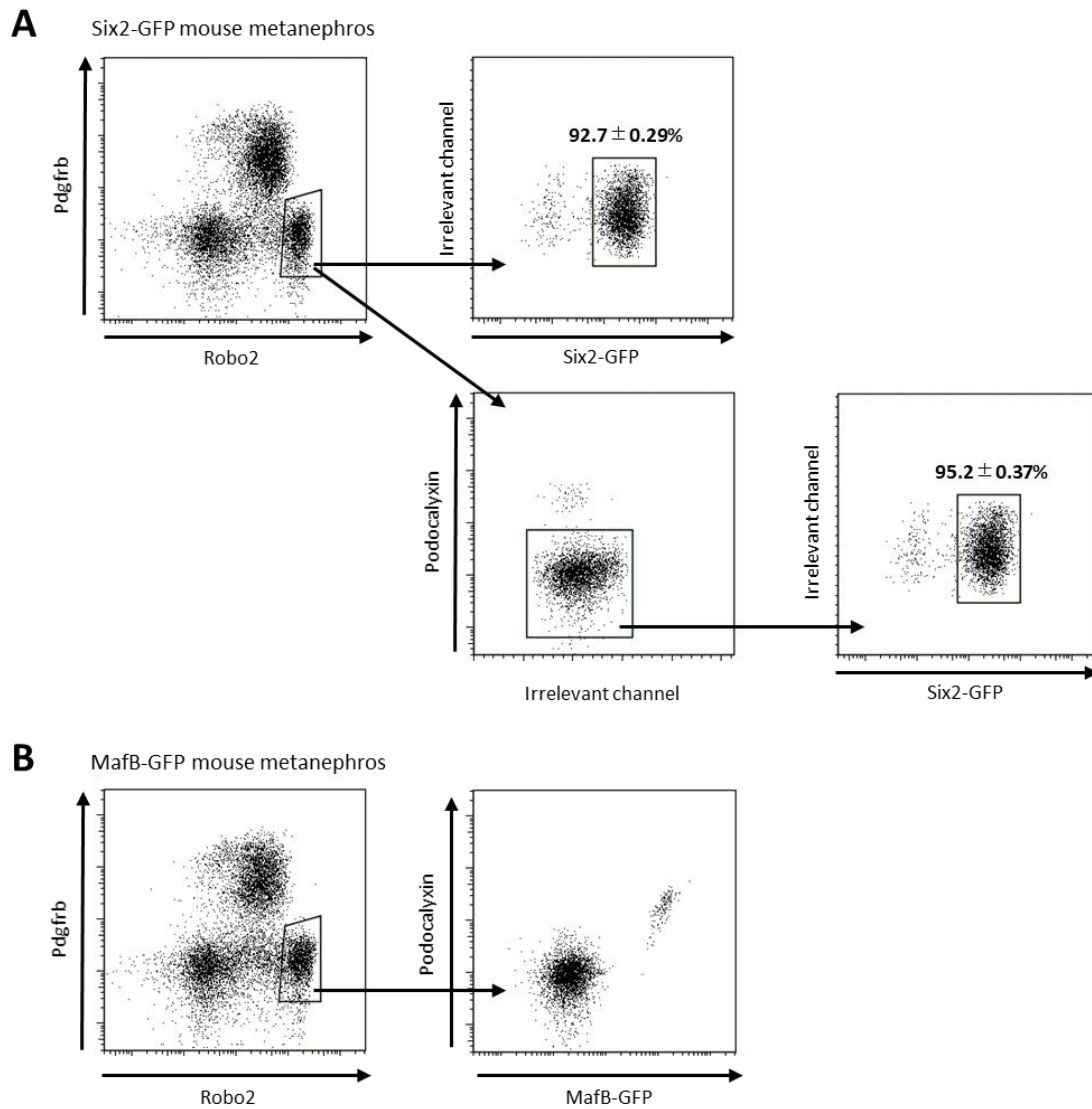 A
Six2-GFP mouse metanephros
Pdgfrb
Robo2
Irrelevant channel
92.7 ± 0.29%
Six2-GFP
Podocalyxin
Irrelevant channel
Irrelevant channel
95.2 ± 0.37%
Six2-GFP
B
MafB-GFP mouse metanephros
Pdgfrb
Robo2
Podocalyxin
MafB-GFP